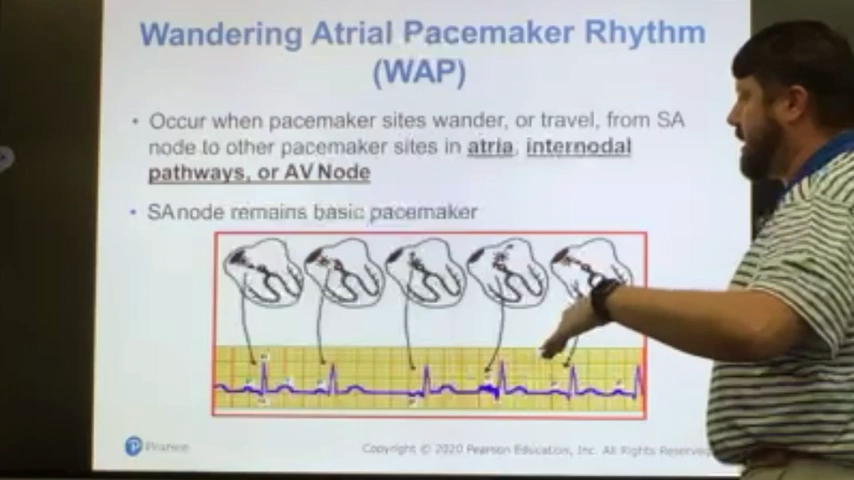 Wandering Atrial Pacemaker Rhythm
(WAP)
• Occur when pacemaker sites wander, or travel, from SA
node to other pacemaker sites in atria, internodal
pathways, or AV Node
• SA node remains basic pacemaker
Copyright © 2020 Pearson Education, Inc. All Rights Reserved